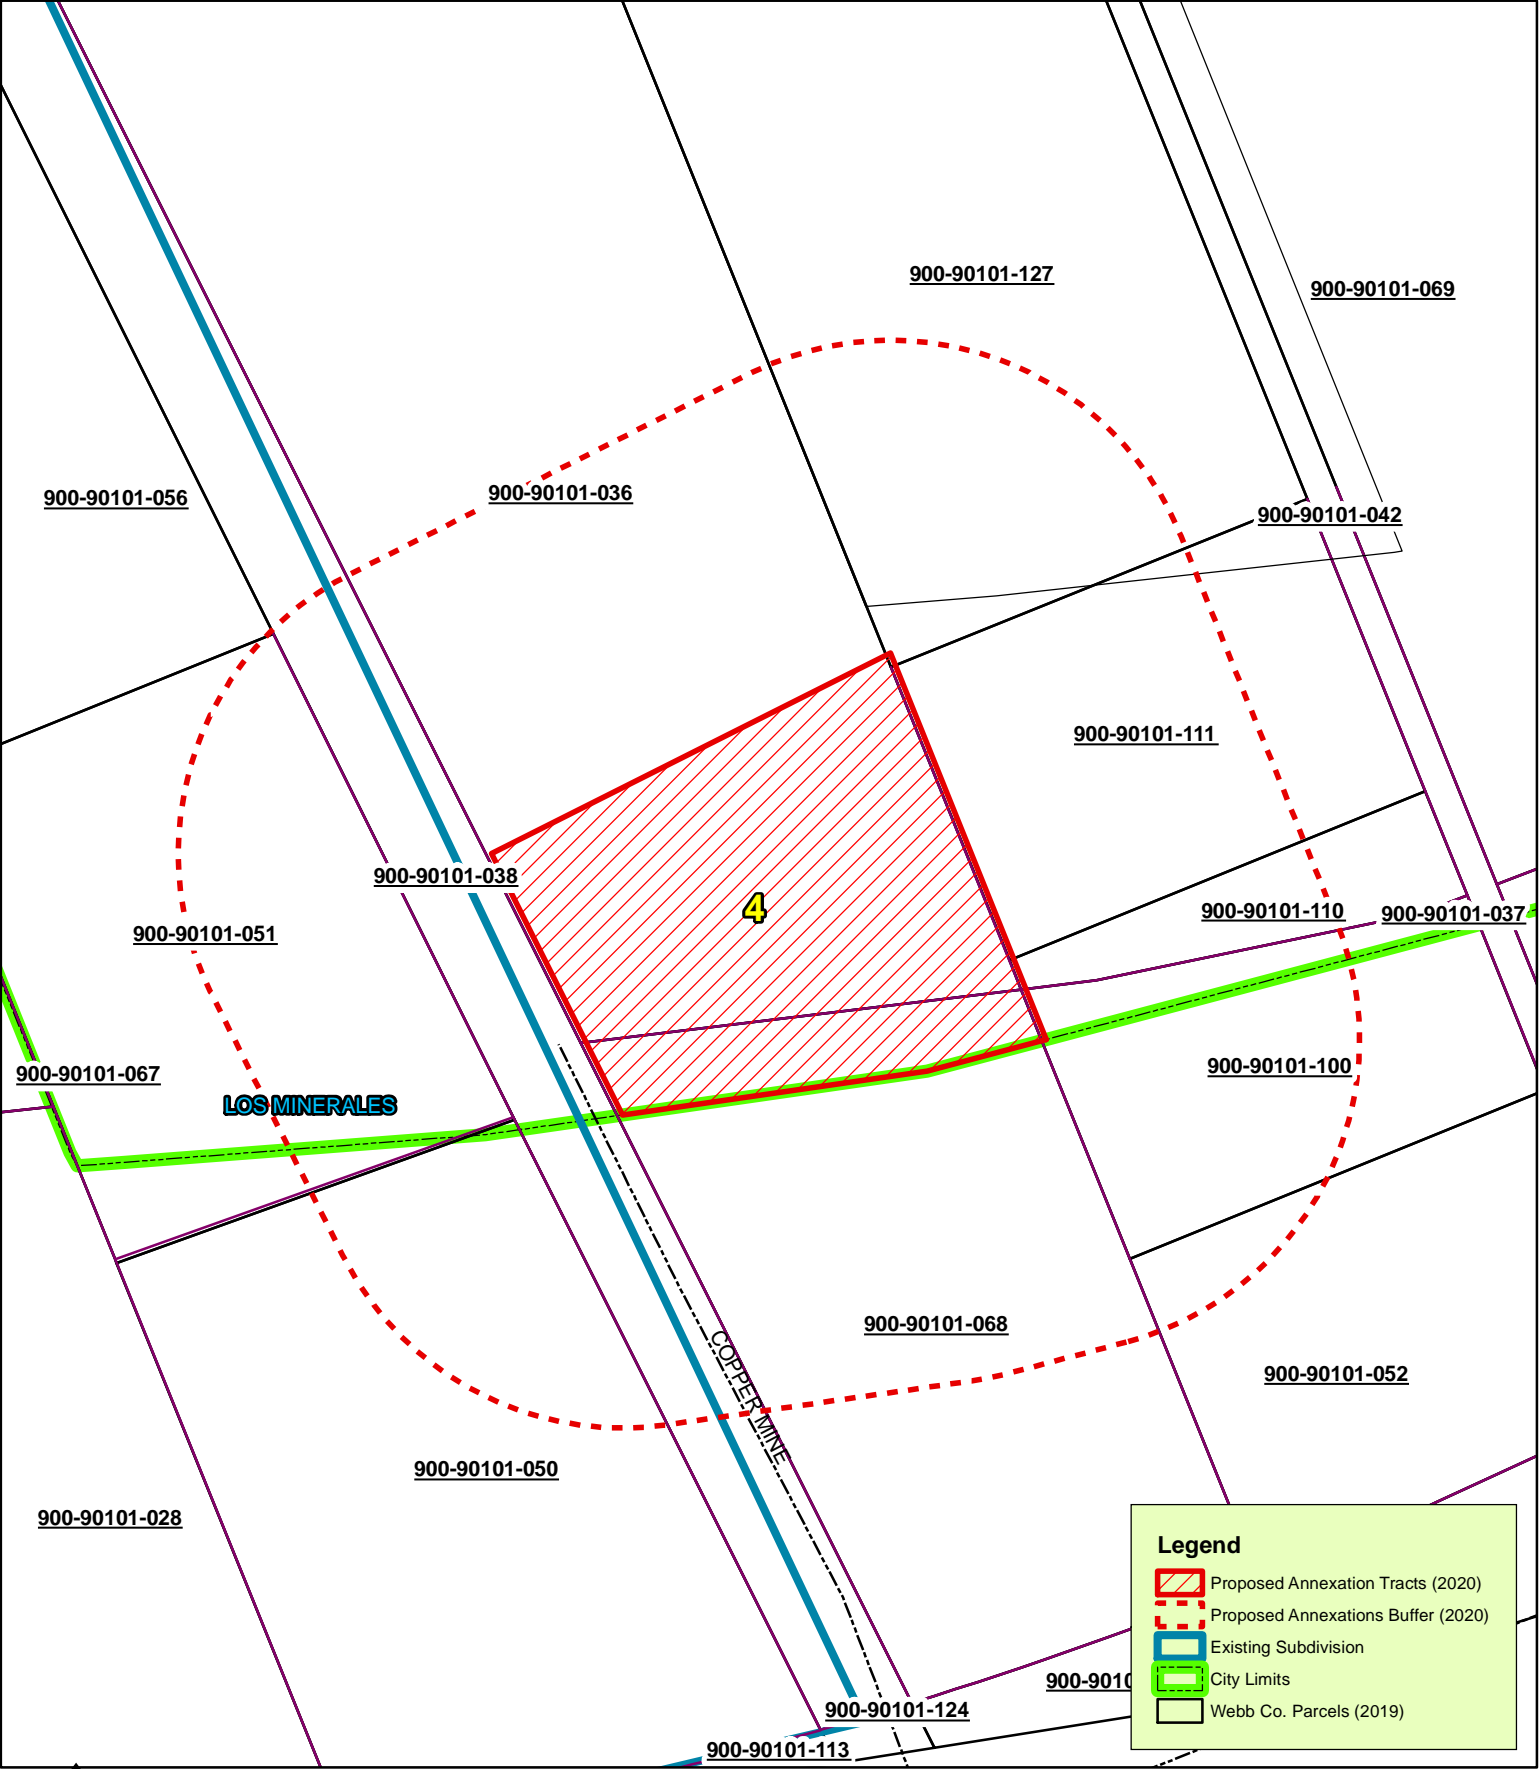 900-90101-127
900-90101-069
900-90101-056
900-90101-036
900-90101-042
900-90101-111
900-90101-038
4
900-90101-110
900-90101-037
900-90101-051
900-90101-067
900-90101-100
LOS MINERALES
900-90101-068
COPPER MINE
900-90101-052
900-90101-050
900-90101-028
900-9010
900-90101-124
900-90101-113
Legend
Proposed Annexation Tracts (2020)
Proposed Annexations Buffer (2020)
Existing Subdivision
City Limits
Webb Co. Parcels (2019)